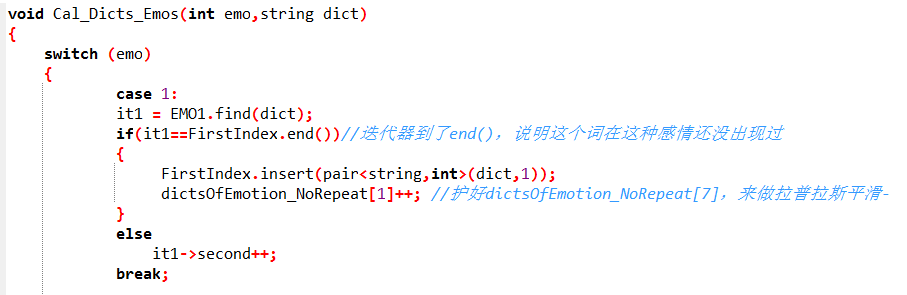 void Cal_Dicts_Emos(int emo,string dict)
{
switch (emo)
{
case 1:
it1 = EMO1.find(dict);
if(it1==FirstIndex.end())//迭代器到了end()，说明这个词在这种感情还没出现过
{
FirstIndex.insert(pair<string,int>(dict,1));
dictsOfEmotion_NoRepeat[1]++; //护好dictsOfEmotion_NoRepeat[7]，来做拉普拉斯平滑-
}
else
it1->second++;
break;